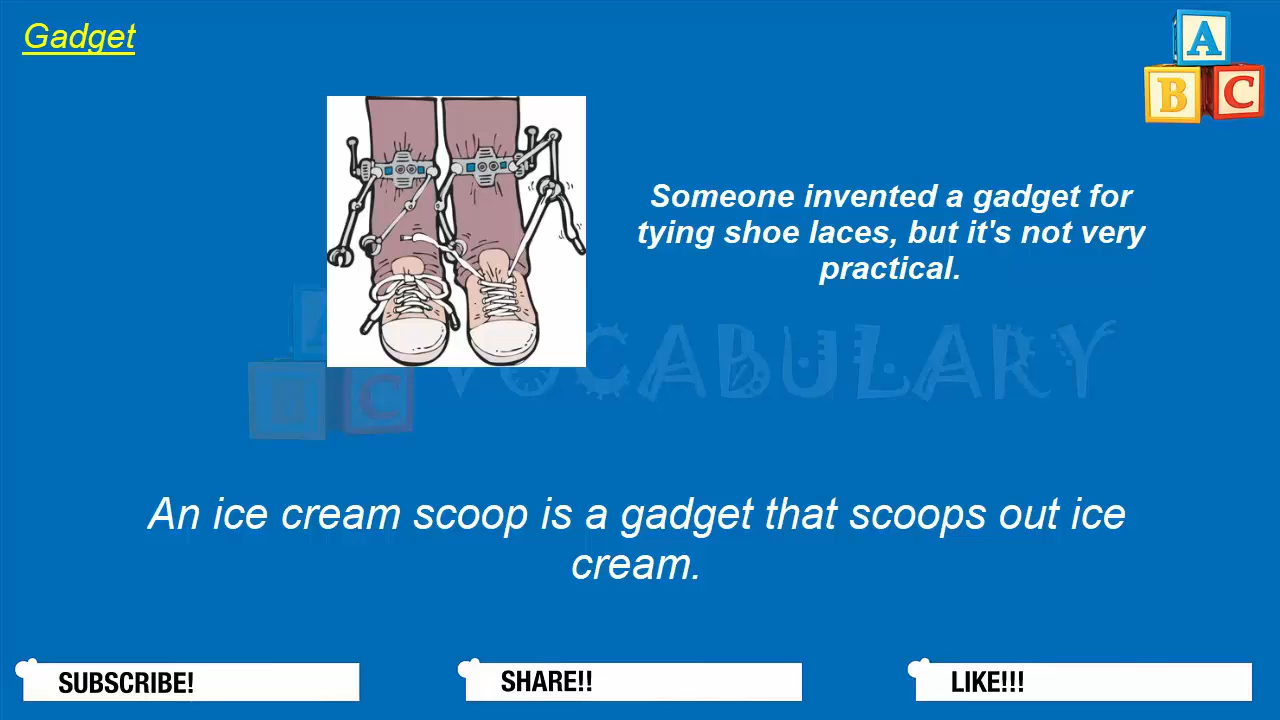 Gadget
A
B C
Someone invented a gadget for
tying shoe laces, but it's not very
practical.
VOCABULARY
An ice cream scoop is a gadget that scoops out ice
cream.
SUBSCRIBE!
SHARE!!
LIKE!!!